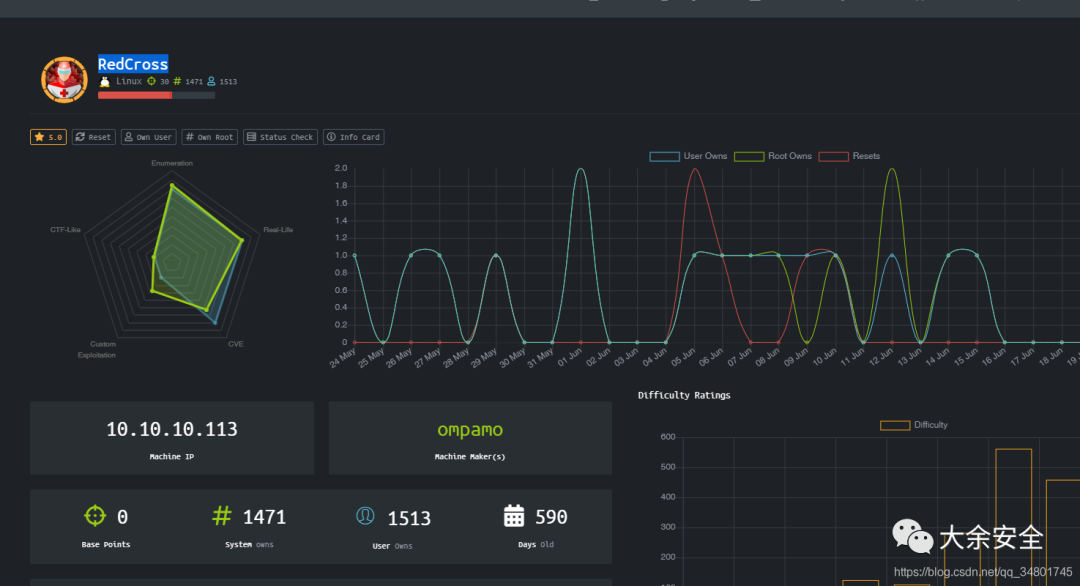 RedCross
Linux 30 # 1471 1513
5.0 Reset Own User # Own Root Status Check Info Card
Enumeration
CTF-Like
Real-Life
Custom
Exploitation
CVE
User Owns Root Owns Resets
2.0
1.8
1.6
1.4
1.2
1.0
0.8
0.6
0.4
0.2
0
24 May 25 May 26 May 27 May 28 May 29 May 30 May 31 May 01 Jun 02 Jun 03 Jun 04 Jun 05 Jun 06 Jun 07 Jun 08 Jun 09 Jun 10 Jun 11 Jun 12 Jun 13 Jun 14 Jun 15 Jun 16 Jun 17 Jun 18 Jun
10.10.10.113
Machine IP
ompamo
Machine Maker(s)
0
Base Points
# 1471
System owns
1513
User Owns
590
Days Old
Difficulty Ratings
Difficulty
600
500
400
300
200
大余安全
https://blog.csdn.net/qq_34801745